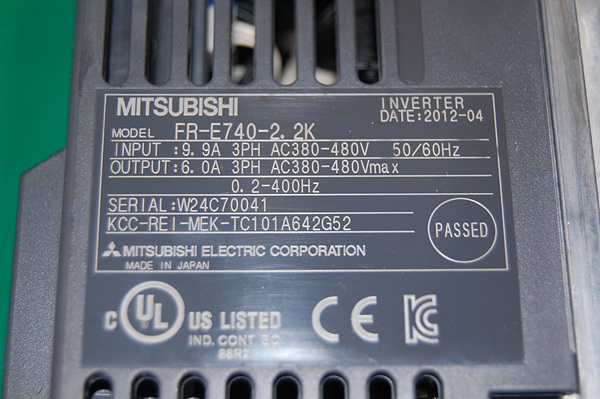 MITSUBISHI
INVERTER
DATE:2012-04
MODEL FR-E740-2.2K
INPUT :9.9A 3PH AC380-480V 50/60Hz
OUTPUT:6.0A 3PH AC380-480Vmax
0.2-400Hz
SERIAL:W24C70041
KCC-REI-MEK-TC101A642G52
PASSED
MITSUBISHI ELECTRIC CORPORATION
MADE IN JAPAN
C UL US LISTED
IND. CONT. EQ.
66R2
CE KC